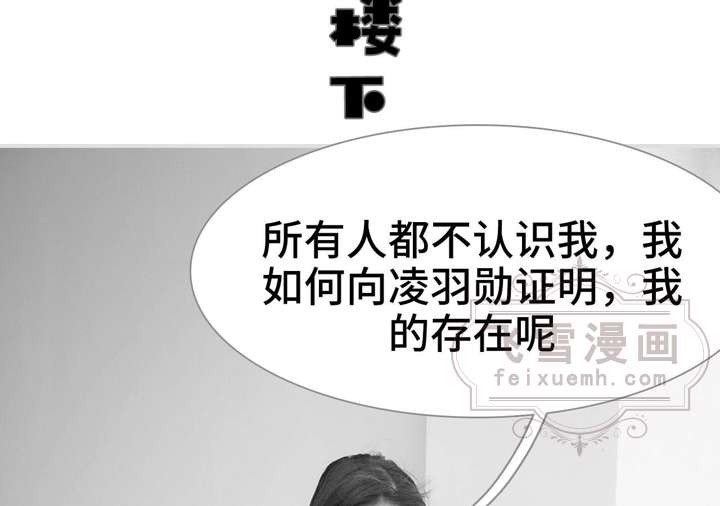 楼
下
所有人都不认识我，我
如何向凌羽勋证明，我
的存在呢
飞雪漫画
feixuemh.com